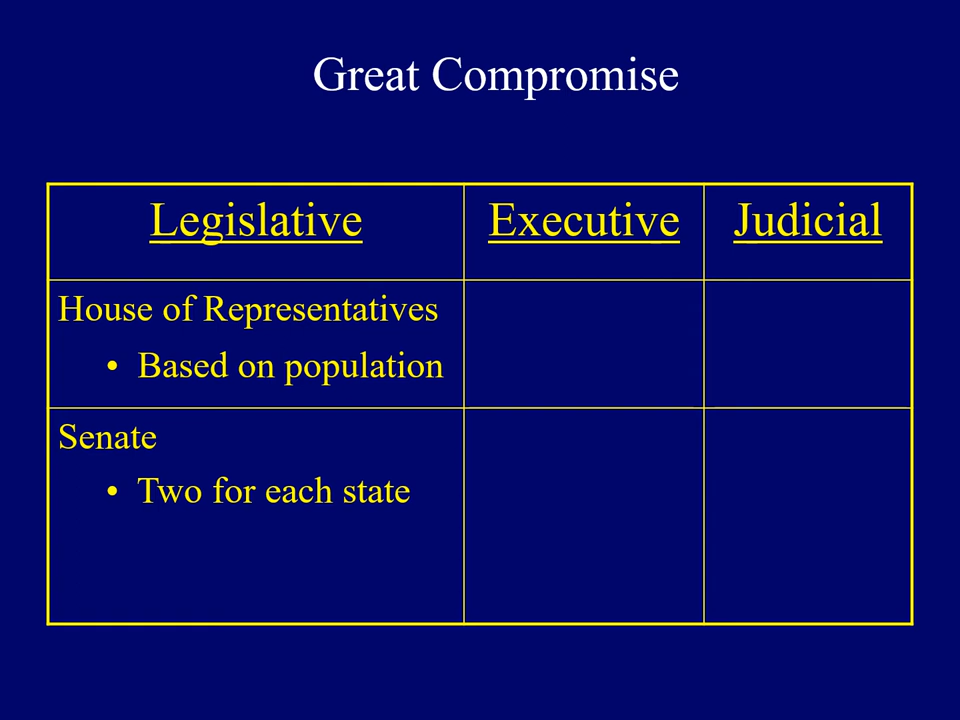 Great Compromise
Legislative Executive Judicial
House of Representatives
• Based on population
Senate
• Two for each state